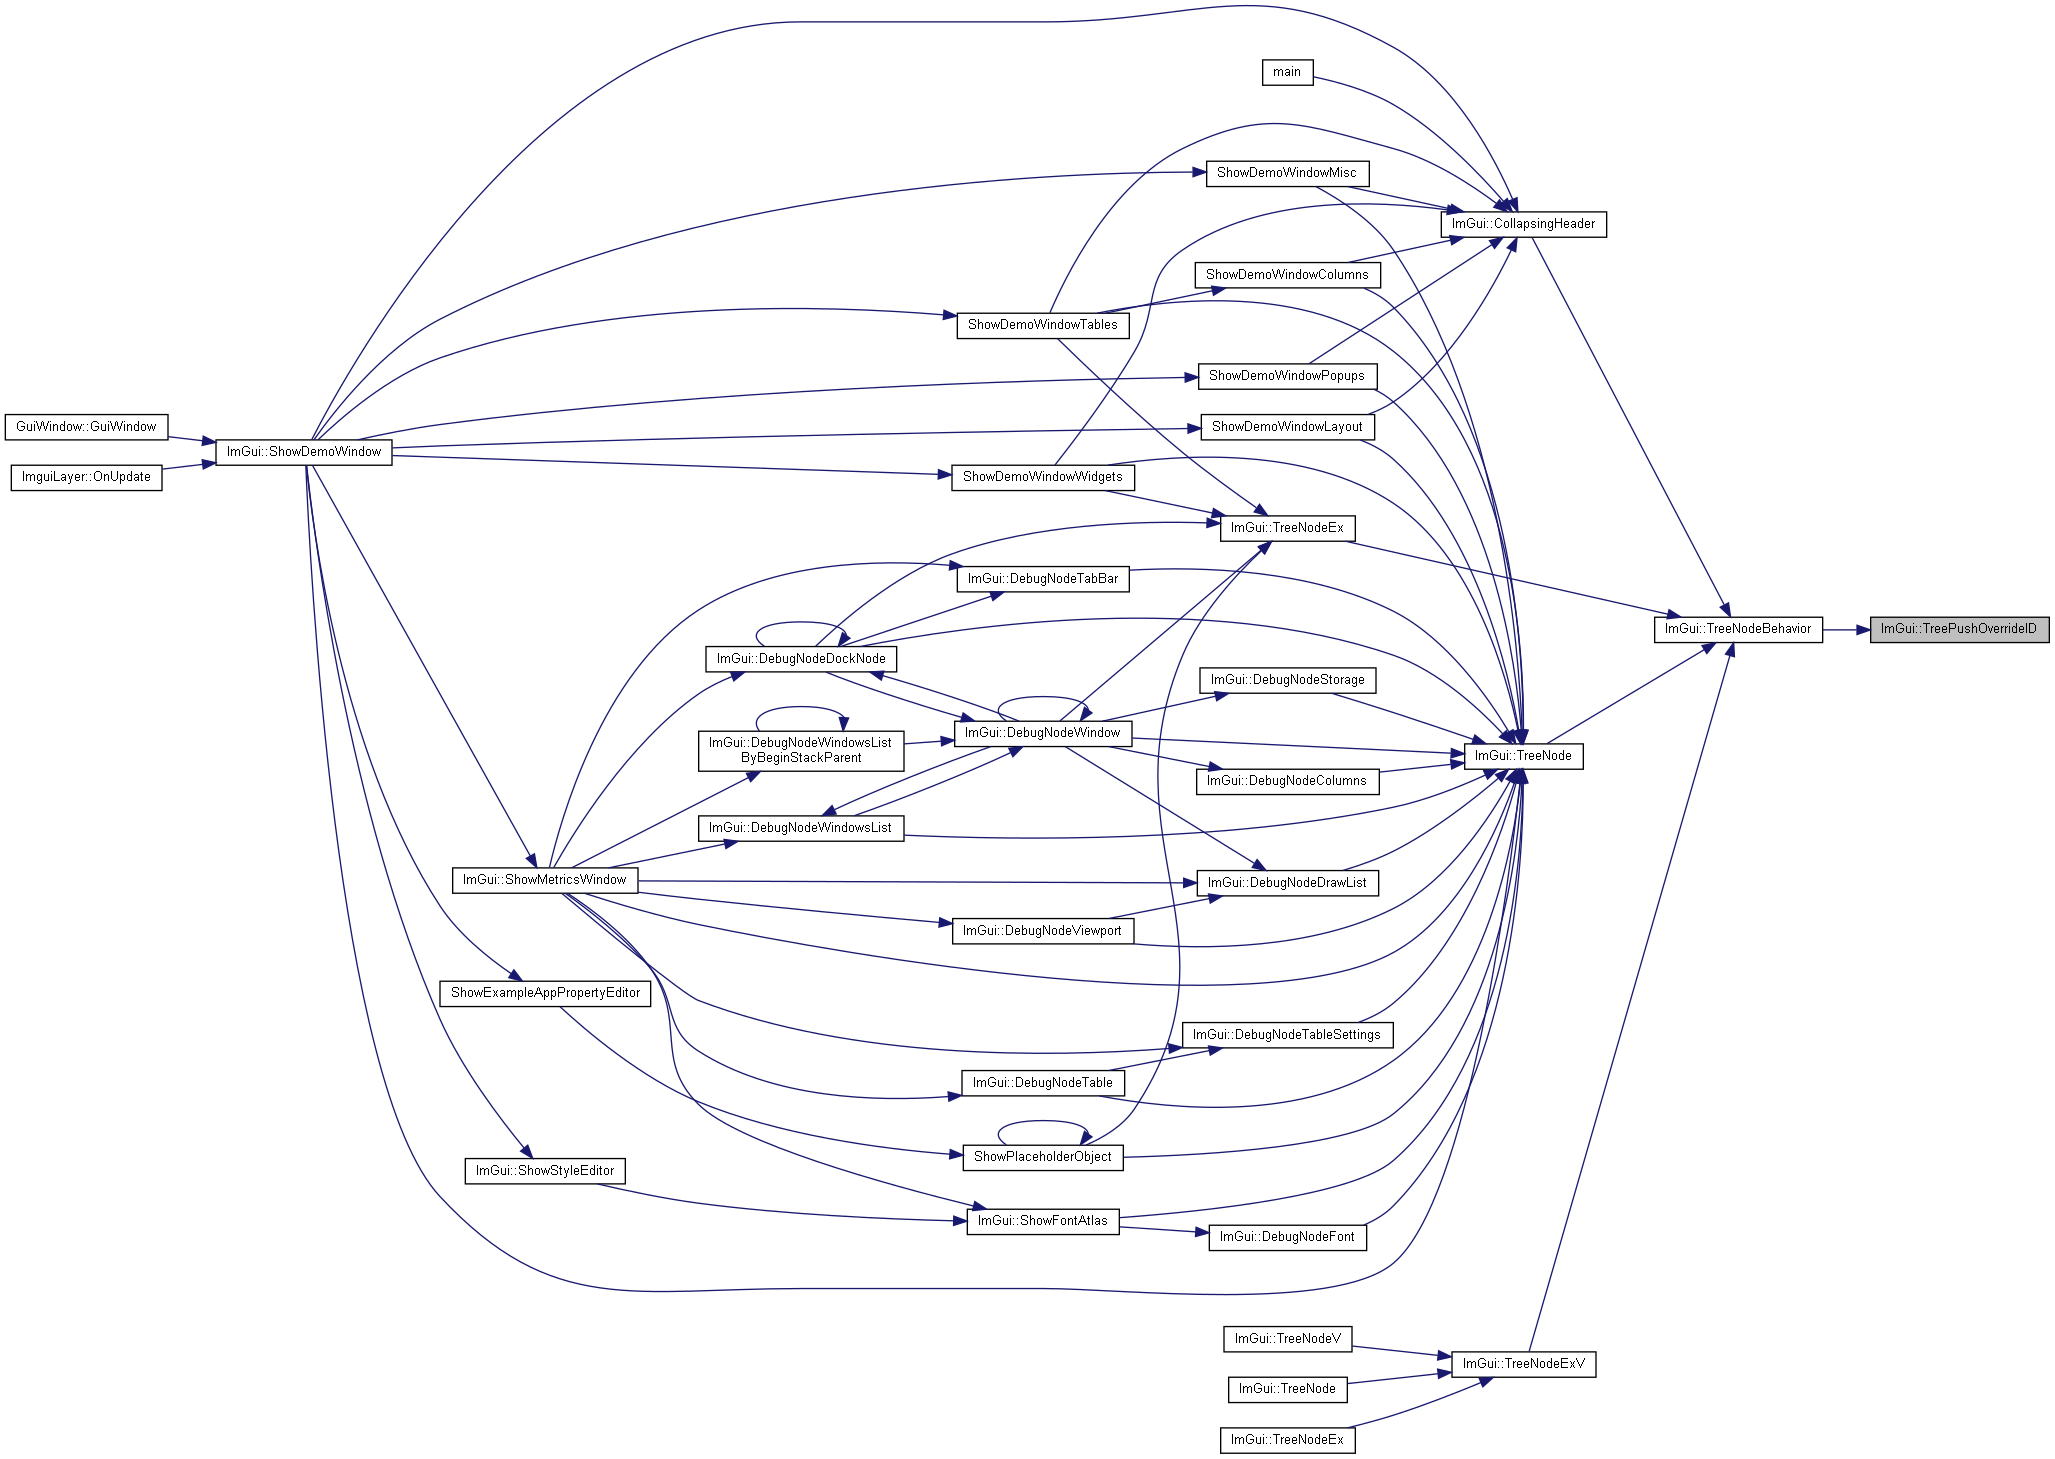 main
ShowDemoWindowMisc
ImGui::CollapsingHeader
ShowDemoWindowColumns
ShowDemoWindowTables
ShowDemoWindowPopups
GuiWindow::GuiWindow
ShowDemoWindowLayout
ImGui::ShowDemoWindow
ImguiLayer::OnUpdate
ShowDemoWindowWidgets
ImGui::TreeNodeEx
ImGui::DebugNodeTabBar
ImGui::TreeNodeBehavior
ImGui::TreePushOverrideID
ImGui::DebugNodeDockNode
ImGui::DebugNodeStorage
ImGui::DebugNodeWindow
ImGui::DebugNodeWindowsList
ByBeginStackParent
ImGui::TreeNode
ImGui::DebugNodeColumns
ImGui::DebugNodeWindowsList
ImGui::ShowMetricsWindow
ImGui::DebugNodeDrawList
ImGui::DebugNodeViewport
ShowExampleAppPropertyEditor
ImGui::DebugNodeTableSettings
ImGui::DebugNodeTable
ShowPlaceholderObject
ImGui::ShowStyleEditor
ImGui::ShowFontAtlas
ImGui::DebugNodeFont
ImGui::TreeNodeV
ImGui::TreeNodeExV
ImGui::TreeNode
ImGui::TreeNodeEx